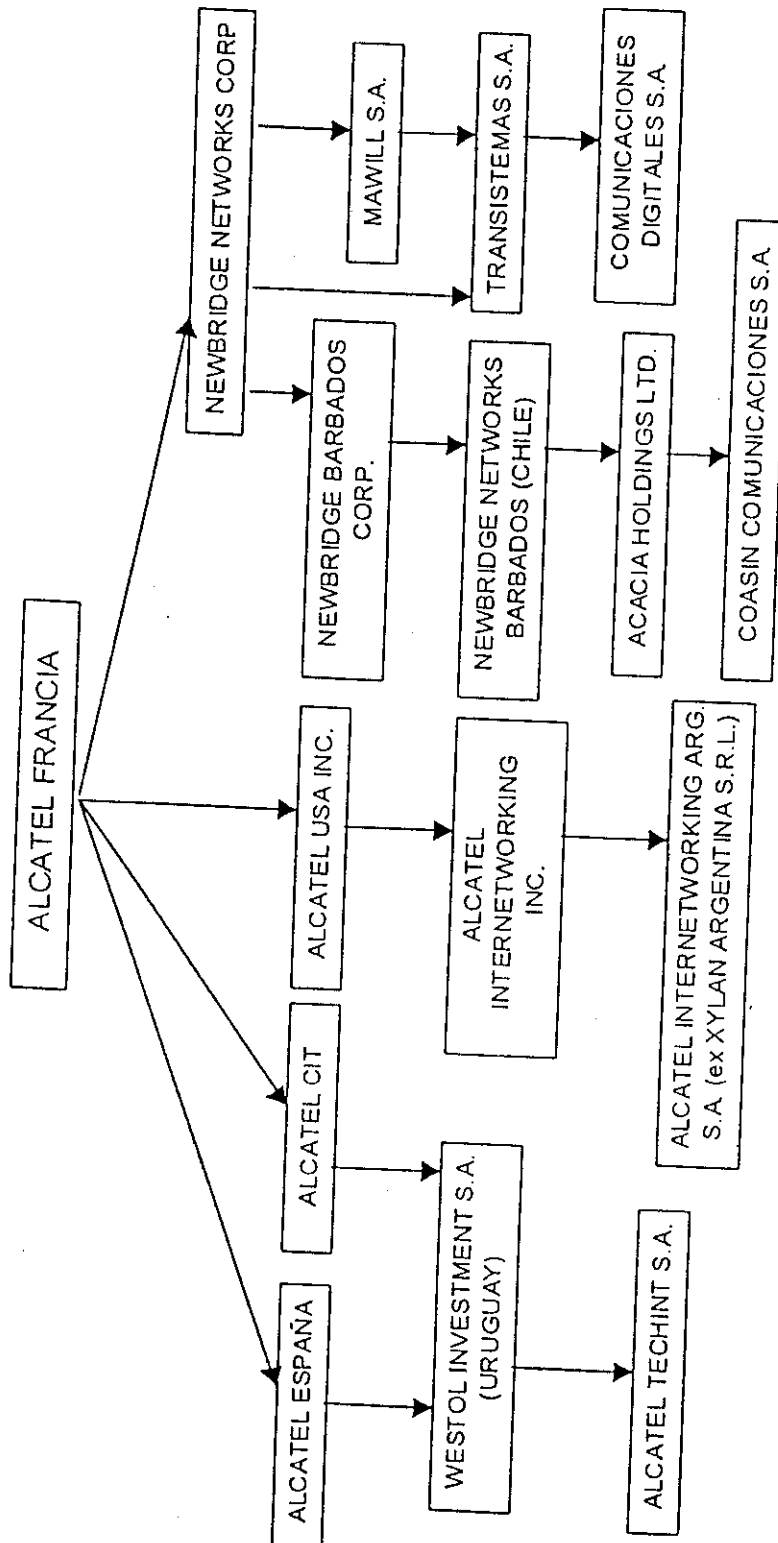 ALCATEL FRANCIA
NEWBRIDGE NETWORKS CORP
ALCATEL ESPAÑA
ALCATEL CIT
ALCATEL USA INC.
NEWBRIDGE BARBADOS
CORP.
MAWILL S.A.
WESTOL INVESTMENT S.A.
(URUGUAY)
ALCATEL
INTERNETWORKING
INC.
NEWBRIDGE NETWORKS
BARBADOS (CHILE)
TRANSISTEMAS S.A.
ALCATEL TECHINT S.A.
ALCATEL INTERNETWORKING ARG.
S.A. (ex XYLAN ARGENTINA S.R.L.)
ACACIA HOLDINGS LTD.
COMUNICACIONES
DIGITALES S.A.
COASIN COMUNICACIONES S.A.